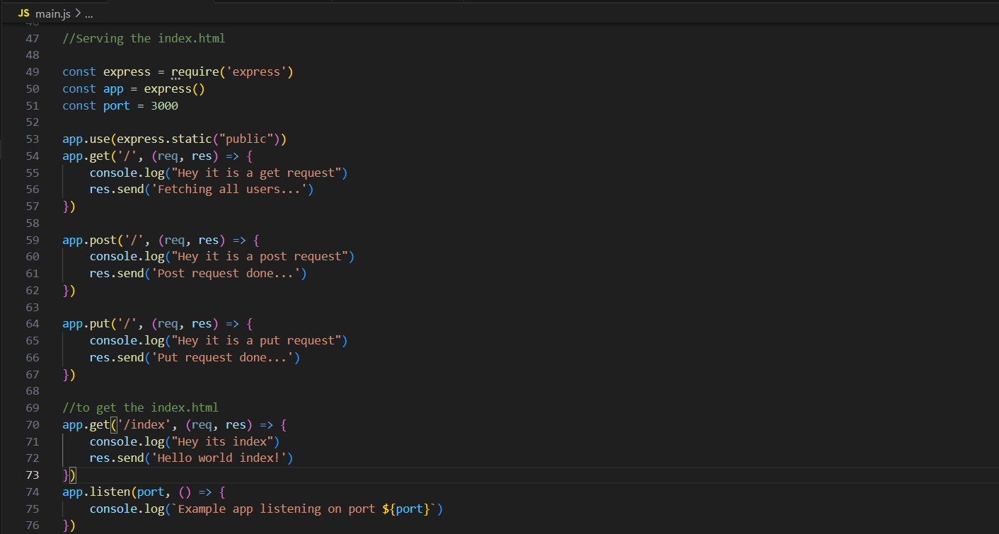 JS main.js > ...
46
47 //Serving the index.html
48
49 const express = require('express')
50 const app = express()
51 const port = 3000
52
53 app.use(express.static("public"))
54 app.get('/', (req, res) => {
55     console.log("Hey it is a get request")
56     res.send('Fetching all users...')
57 })
58
59 app.post('/', (req, res) => {
60     console.log("Hey it is a post request")
61     res.send('Post request done...')
62 })
63
64 app.put('/', (req, res) => {
65     console.log("Hey it is a put request")
66     res.send('Put request done...')
67 })
68
69 //to get the index.html
70 app.get('/index', (req, res) => {
71     console.log("Hey its index")
72     res.send('Hello world index!')
73 })
74 app.listen(port, () => {
75     console.log(`Example app listening on port ${port}`)
76 })